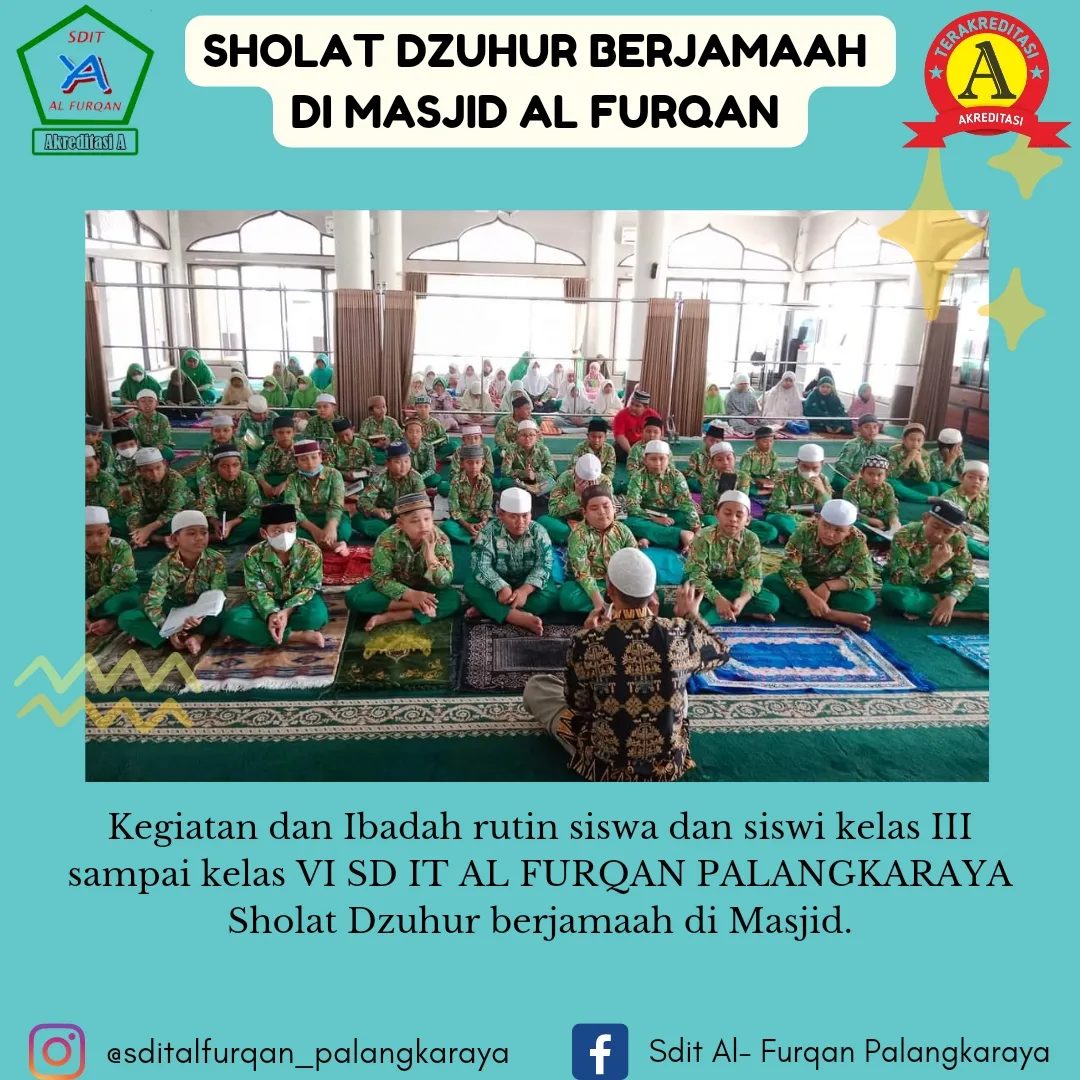 SDIT
YA
AL FURQAN
Akreditasi A
SHOLAT DZUHUR BERJAMAAH
DI MASJID AL FURQAN
TERAKREDITASI
A
AKREDITASI
Kegiatan dan Ibadah rutin siswa dan siswi kelas III
sampai kelas VI SD IT AL FURQAN PALANGKARAYA
Sholat Dzuhur berjamaah di Masjid.
@sditalfurqan_palangkaraya
Sdit Al- Furqan Palangkaraya